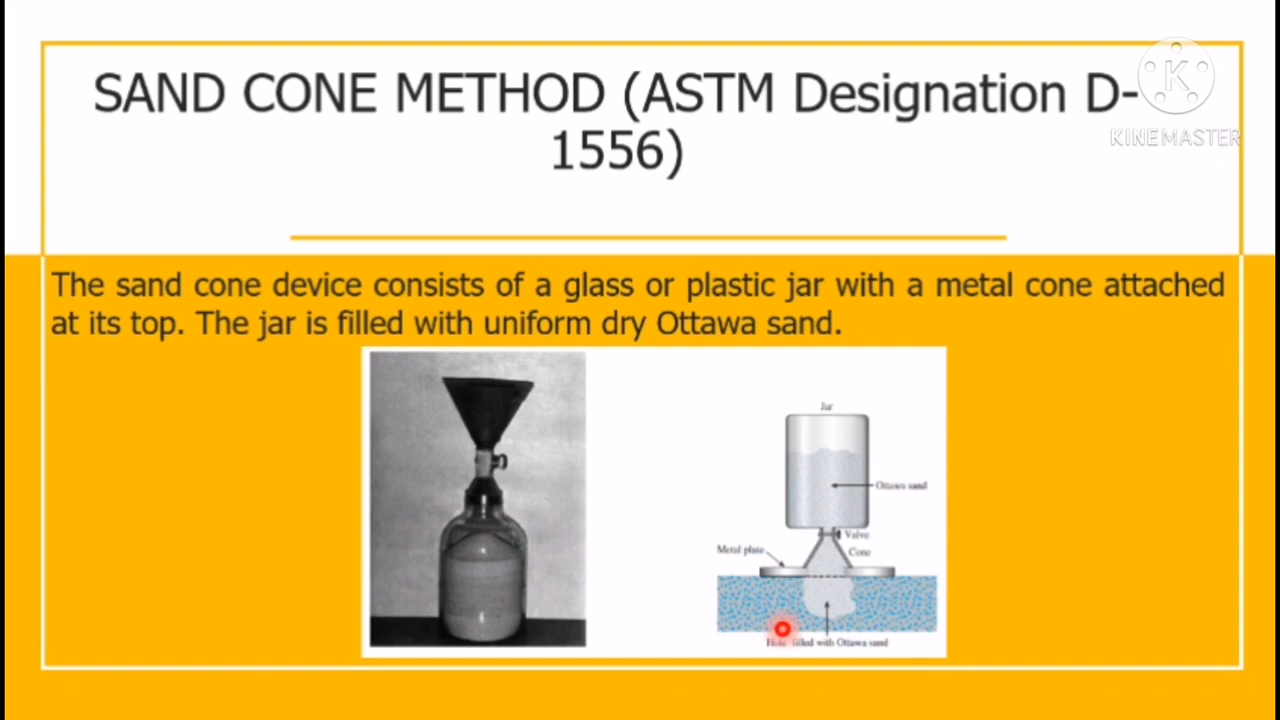 SAND CONE METHOD (ASTM Designation D-
1556)
K
KINEMASTER
The sand cone device consists of a glass or plastic jar with a metal cone attached
at its top. The jar is filled with uniform dry Ottawa sand.
Jar
Ottawa sand
Valve
Metal plate
Cone
Hole filled with Ottawa sand